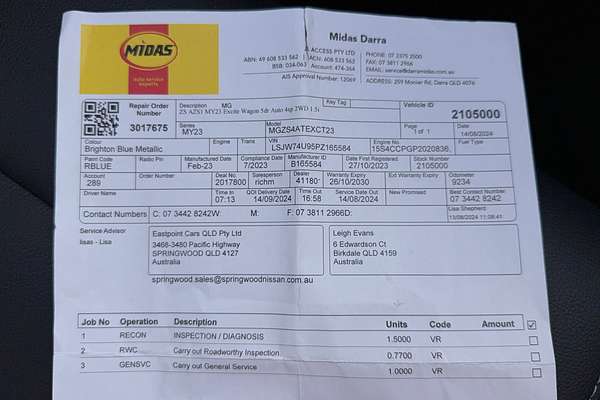 MIDAS
auto service experts
Midas Darra
ABN: 49 608 533 562
A ACCESS PTY LTD
ACN: 608 533 562
BSB: 034-063 Account: 474-364
AIS Approval Number: 12069
PHONE: 07 2375 2500
FAX: 07 3811 2966
EMAIL: service@darramidas.com.au
ADDRESS: 259 Monier Rd, Darra QLD 4076
Repair Order Number
3017675
Description MG
ZS AZS1 MY23 Excite Wagon 5dr Auto 4sp 2WD 1.5i
Key Tag
Vehicle ID
2105000
Series
MY23
Model
MGZS4ATEXCT23
Page
1 of 1
Date
14/08/2024
Colour
Brighton Blue Metallic
Engine
Trans
VIN
LSJW74U95PZ165584
Engine No
15S4CCPGP2020836
Fuel Type
Paint Code
RBLUE
Radio Pin
Manufactured Date
Feb-23
Compliance Date
7/2023
Manufacturer ID
B165584
Date First Registered
27/10/2023
Stock Number
2105000
Account
289
Order Number
Deal No.
2017800
Salesperson
richm
Dealer
41180
Warranty Expiry
26/10/2030
Ext Warranty Expiry
Odometer
9234
Driver Name
Time In
07:13
QOI Delivery Date
14/09/2024
Time Out
16:58
Service Date Out
14/08/2024
New Promised
Best Contact Number:
07 3442 8242
Contact Numbers C: 07 3442 8242W: M: F: 07 3811 2966D:
Lisa Shepherd
13/08/2024 11:08:41
Service Advisor
lisas - Lisa
Eastpoint Cars QLD Pty Ltd
3466-3480 Pacific Highway
SPRINGWOOD QLD 4127
Australia
Leigh Evans
6 Edwardson Ct
Birkdale QLD 4159
Australia
springwood.sales@springwoodnissan.com.au
Job No Operation Description Units Code Amount
1 RECON INSPECTION / DIAGNOSIS 1.5000 VR
2 RWC Carry out Roadworthy Inspection 0.7700 VR
3 GENSVC Carry out General Service 1.0000 VR